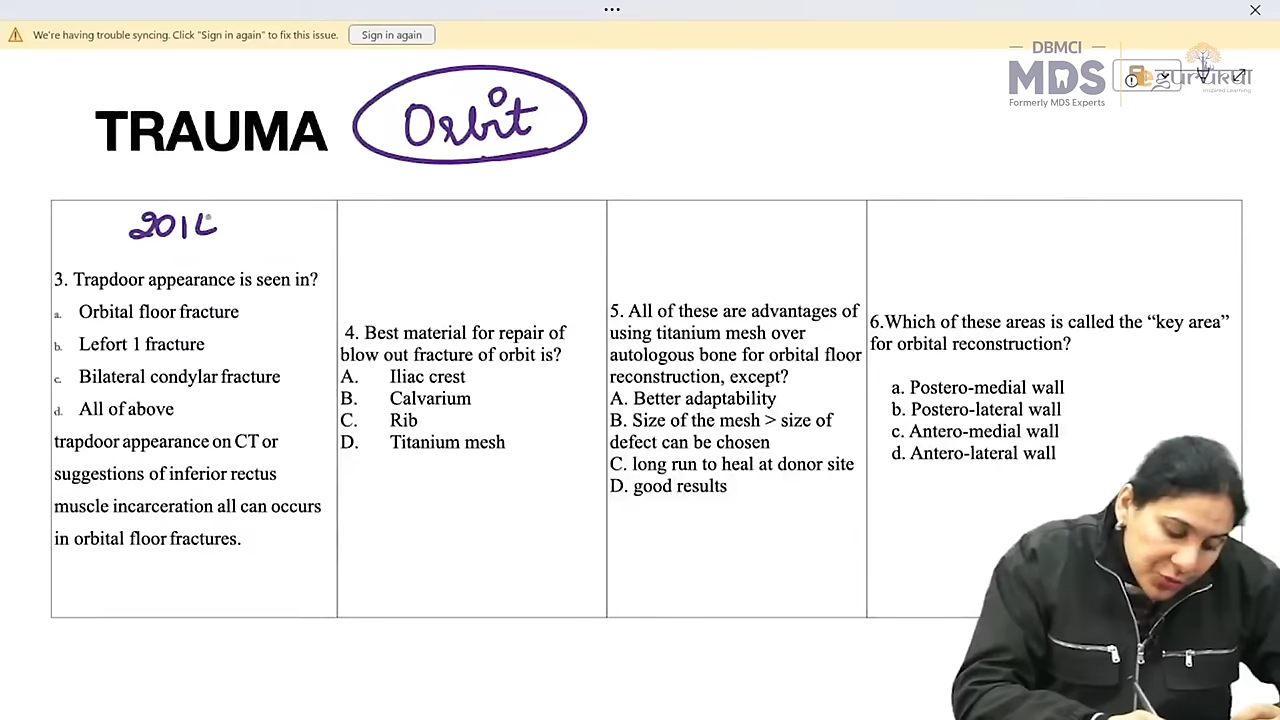 We're having trouble syncing. Click "Sign in again" to fix this issue.
Sign in again
DBMCI
MDS
Formerly MDS Experts
egurukul
Inspired Learning
TRAUMA
Orbit
3. Trapdoor appearance is seen in?
a. Orbital floor fracture
b. Lefort 1 fracture
c. Bilateral condylar fracture
d. All of above
trapdoor appearance on CT or
suggestions of inferior rectus
muscle incarceration all can occurs
in orbital floor fractures.
4. Best material for repair of
blow out fracture of orbit is?
A. Iliac crest
B. Calvarium
C. Rib
D. Titanium mesh
5. All of these are advantages of
using titanium mesh over
autologous bone for orbital floor
reconstruction, except?
A. Better adaptability
B. Size of the mesh > size of
defect can be chosen
C. long run to heal at donor site
D. good results
6.Which of these areas is called the “key area”
for orbital reconstruction?
a. Postero-medial wall
b. Postero-lateral wall
c. Antero-medial wall
d. Antero-lateral wall